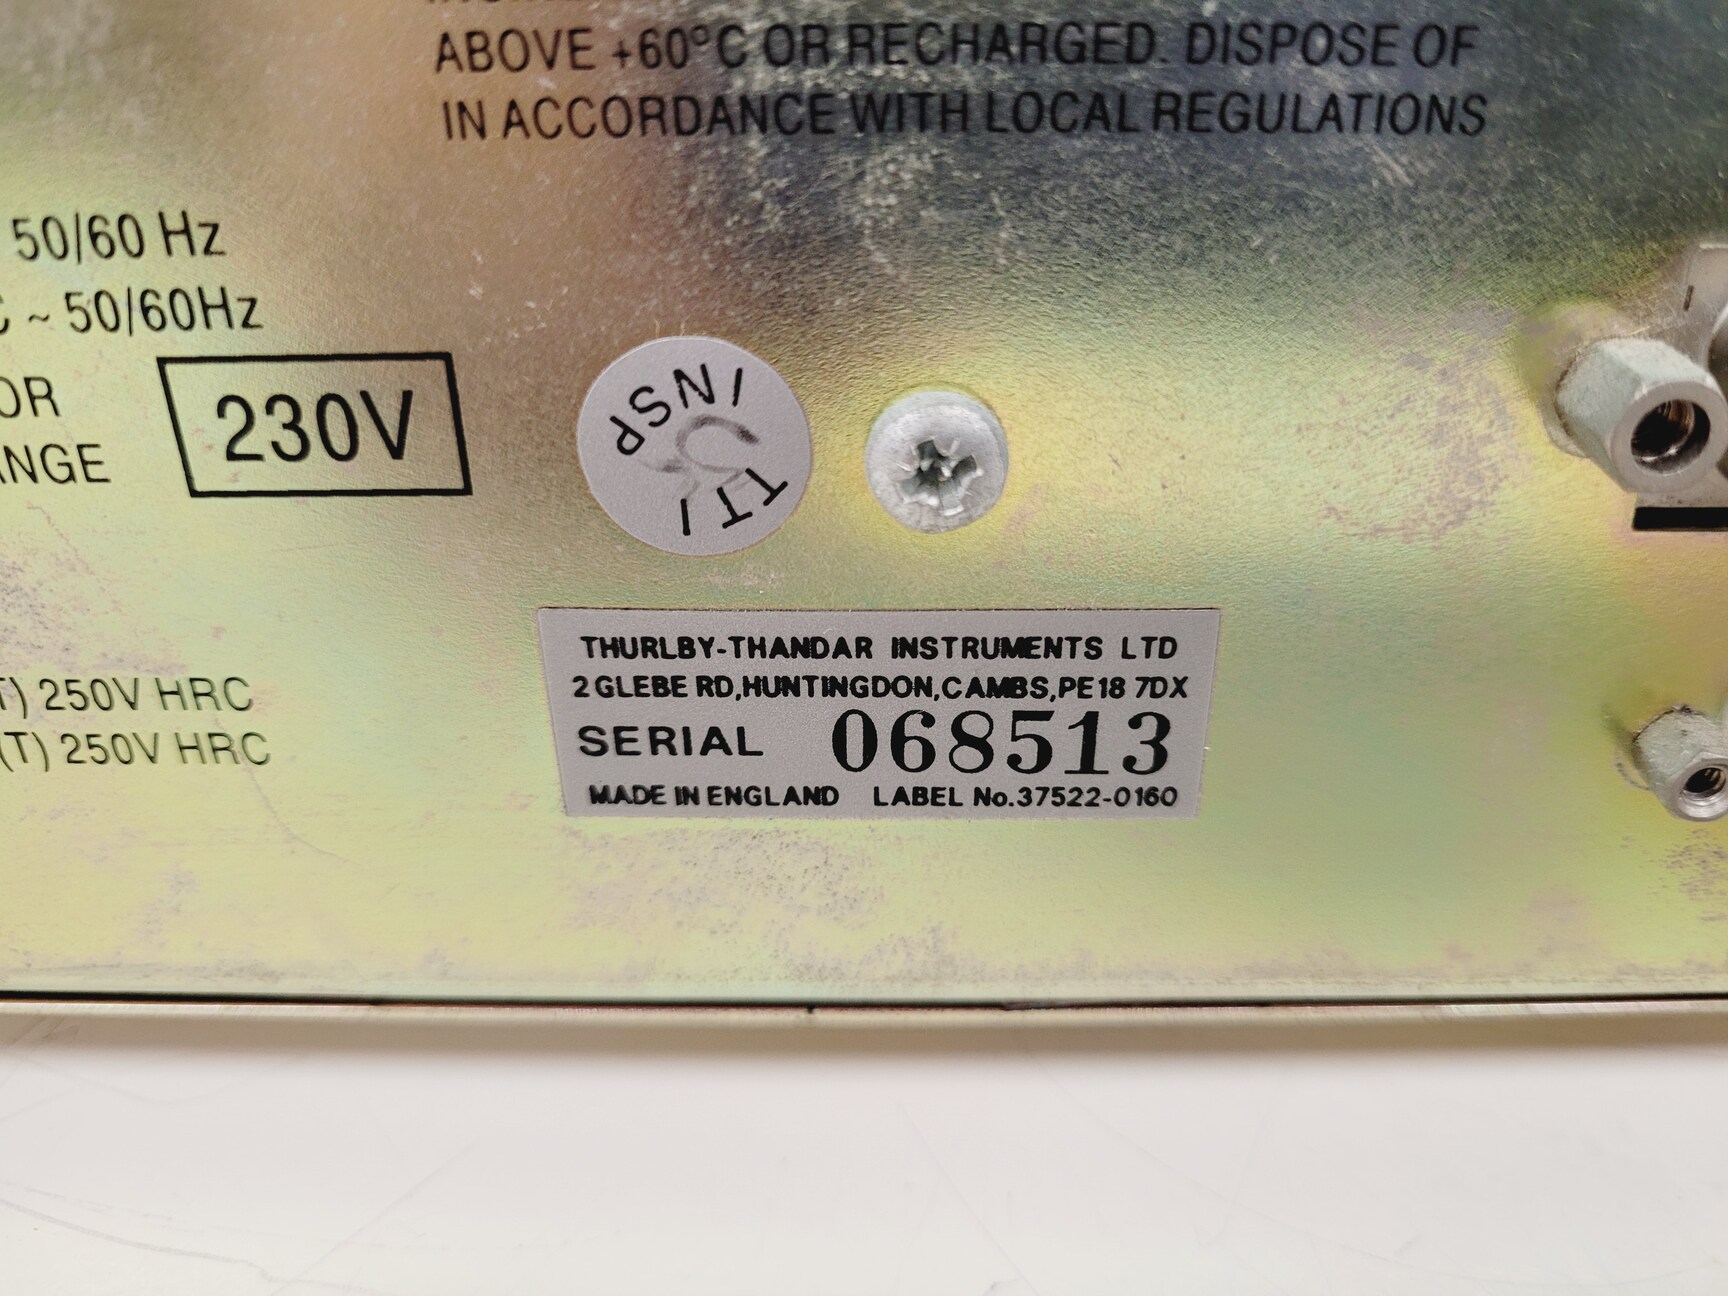 ABOVE +60°C OR RECHARGED. DISPOSE OF
IN ACCORDANCE WITH LOCAL REGULATIONS
50/60 Hz
~ 50/60Hz
OR
230V
INSP
TTI
THURLBY-THANDAR INSTRUMENTS LTD
2 GLEBE RD,HUNTINGDON,CAMBS,PE18 7DX
SERIAL 068513
MADE IN ENGLAND LABEL No.37522-0160
(T) 250V HRC
(T) 250V HRC